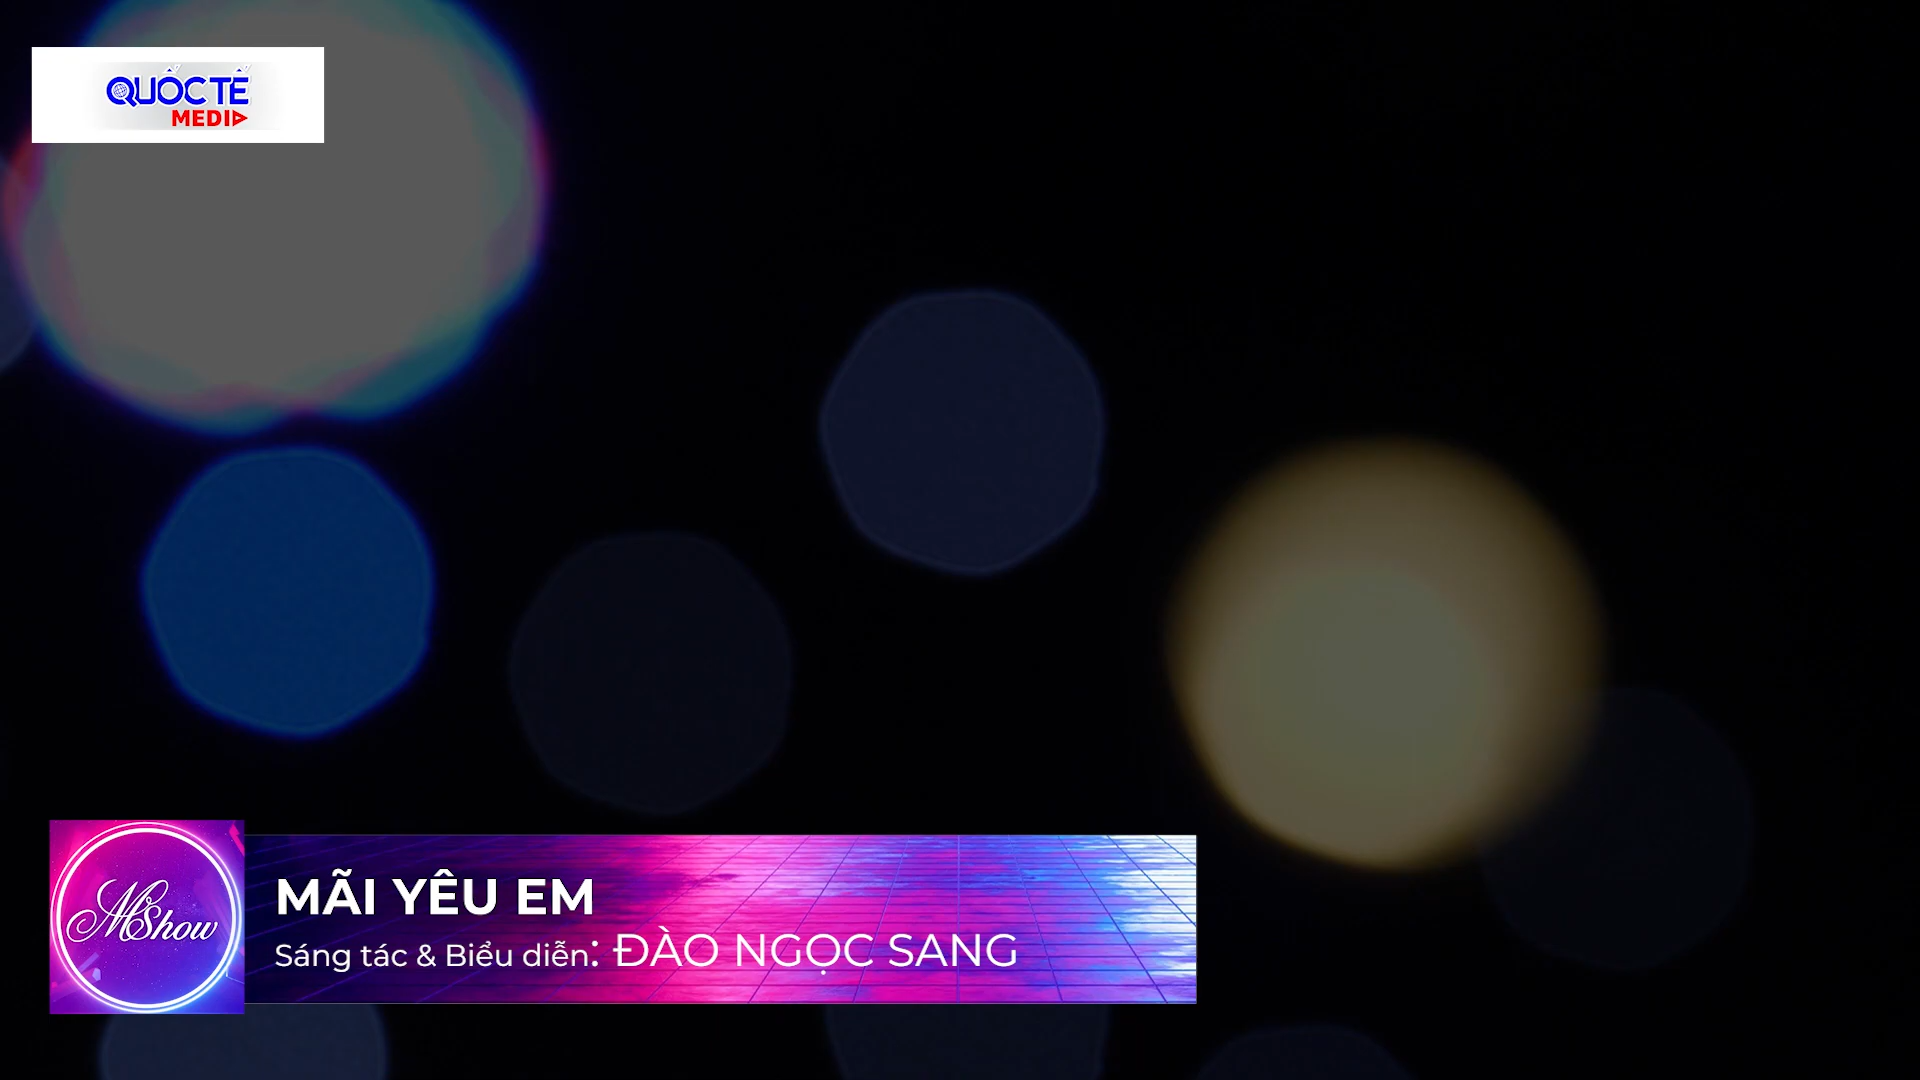 QUỐC TẾ
MEDIA
MShow
MÃI YÊU EM
Sáng tác & Biểu diễn: ĐÀO NGỌC SANG